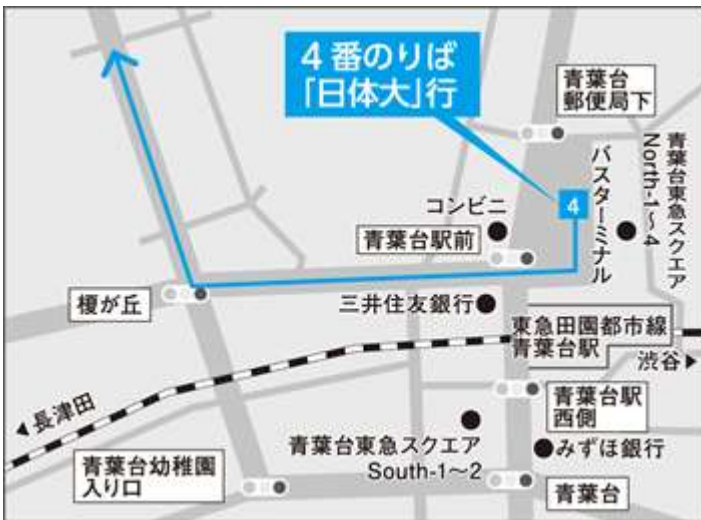 4番のりば
「日体大」行
青葉台
郵便局下
青葉台東急スクエア
North-1〜4
バスターミナル
4
コンビニ
青葉台駅前
榎が丘
三井住友銀行
東急田園都市線
青葉台駅
渋谷▶
◀長津田
青葉台駅
西側
青葉台東急スクエア
South-1〜2
みずほ銀行
青葉台幼稚園
入り口
青葉台